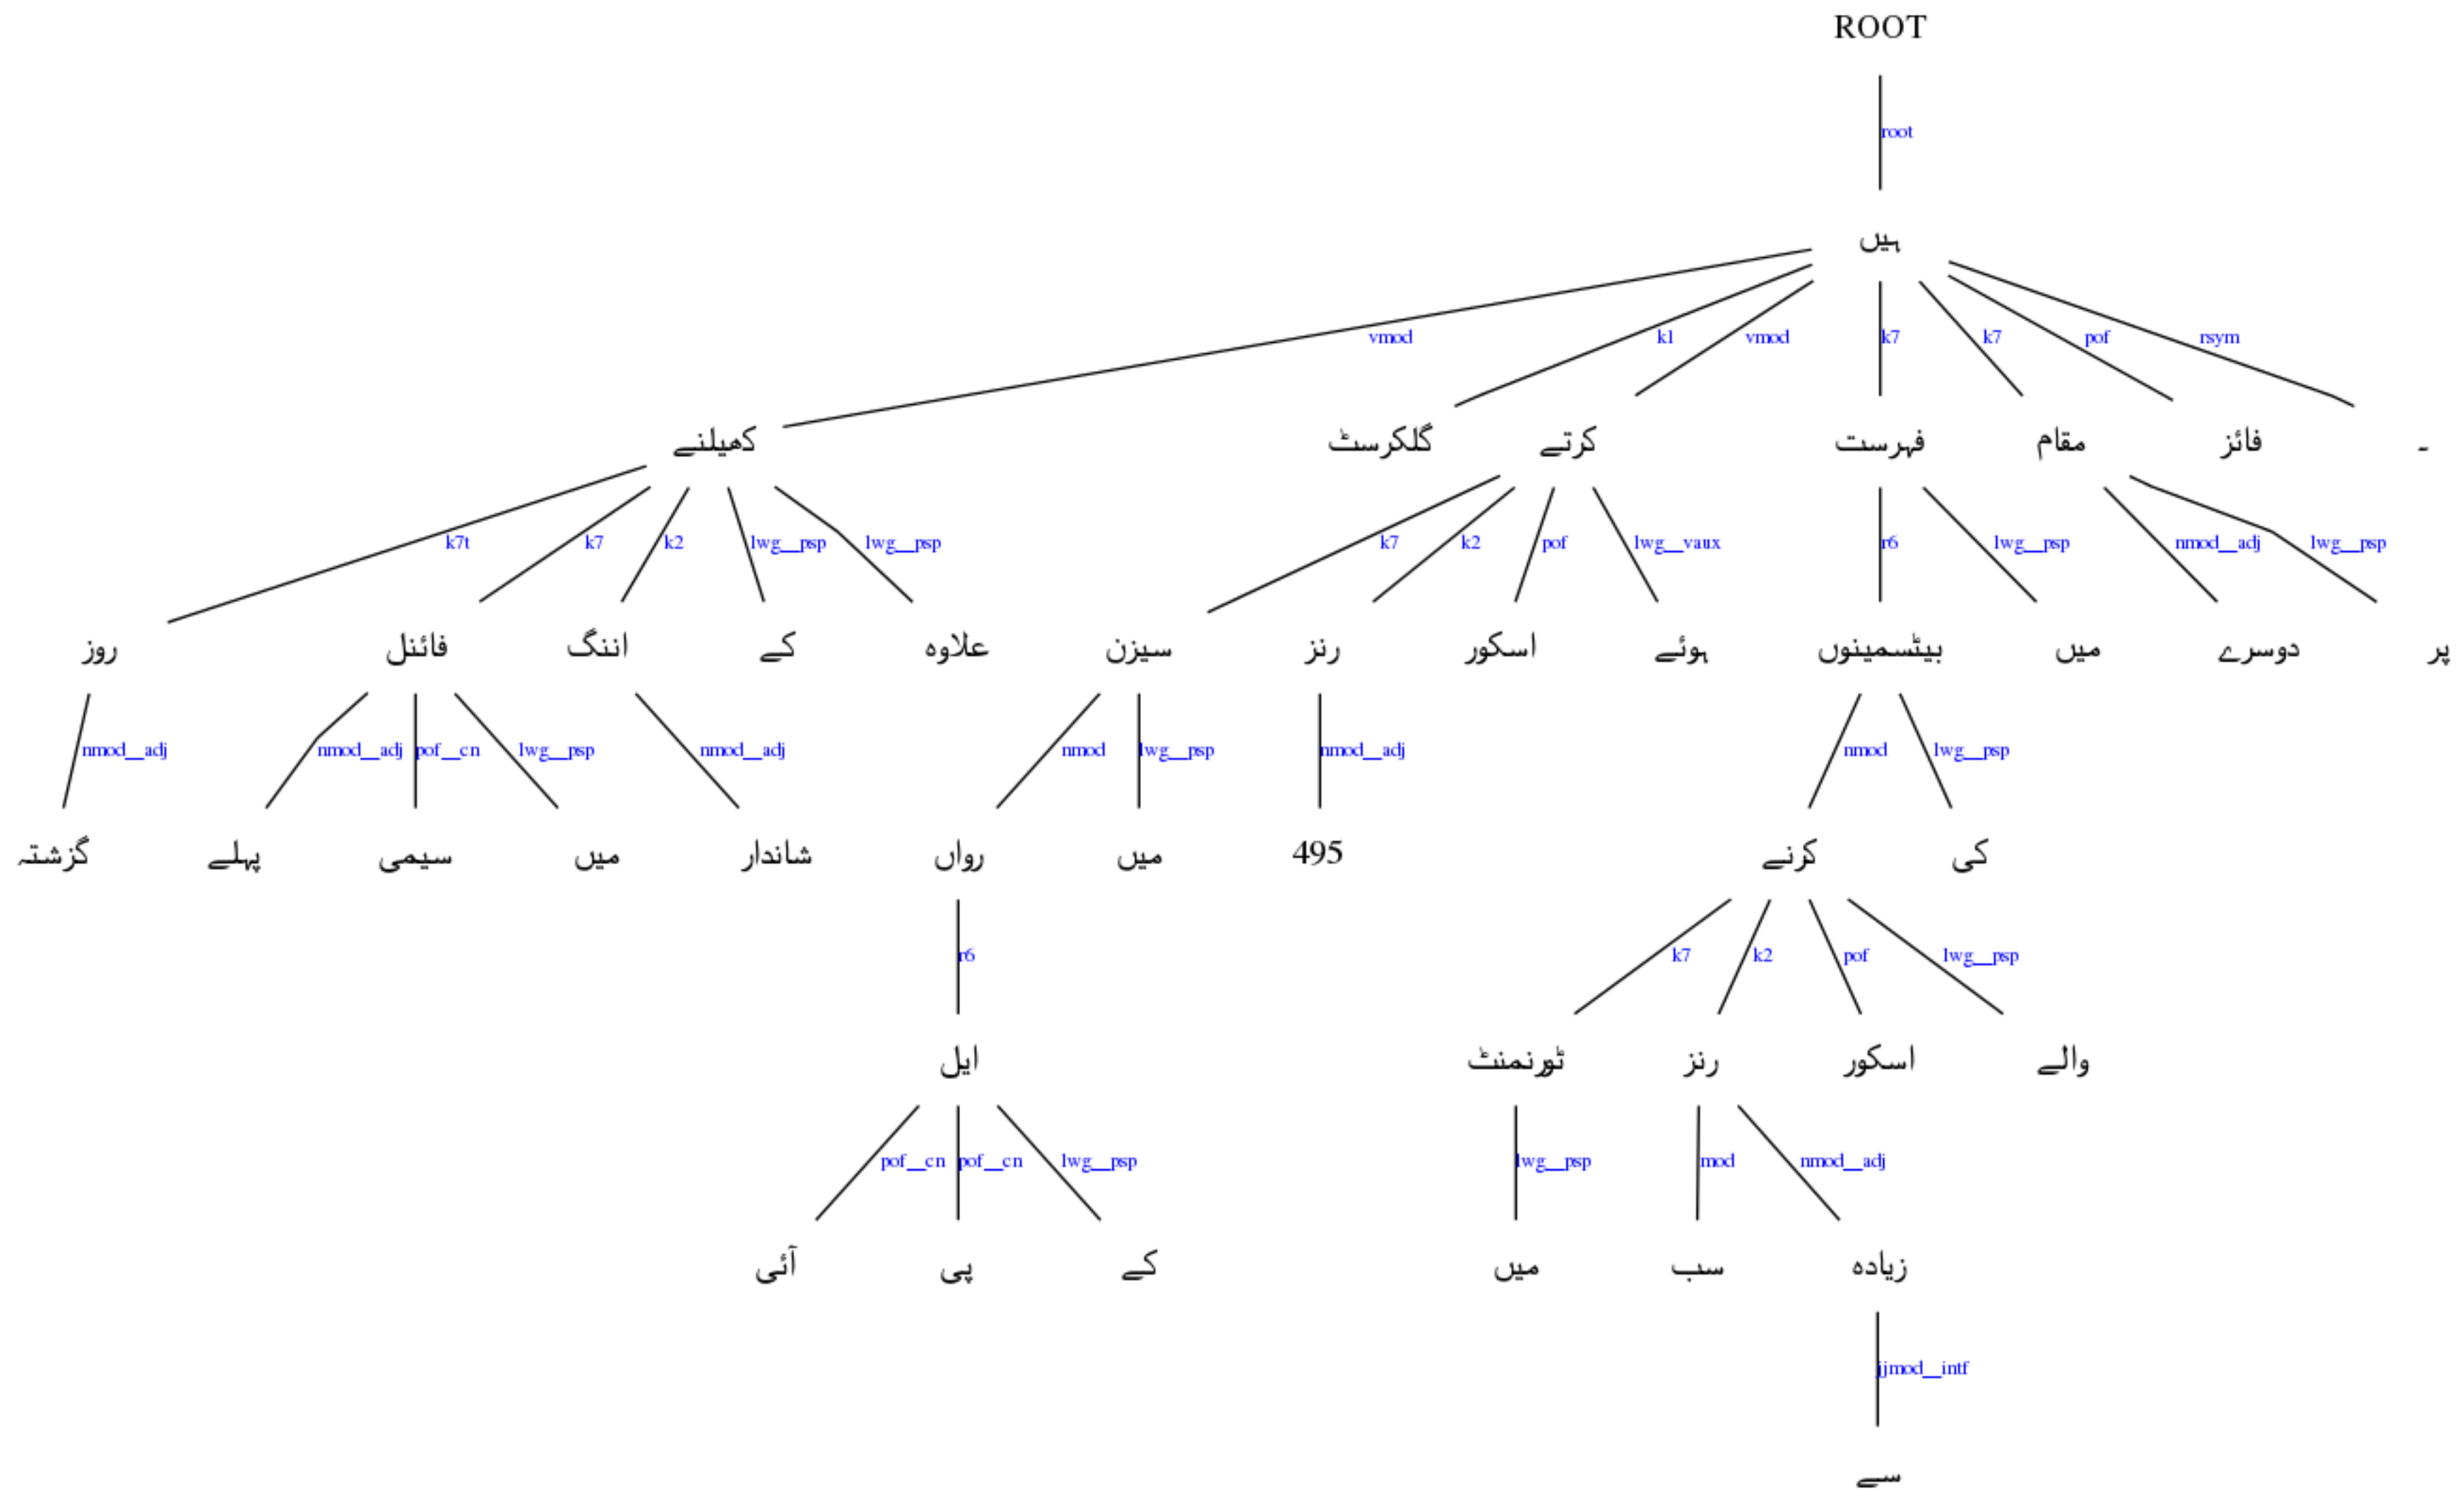 ROOT
root
ہیں
vmod k1 vmod k7 k7 pof rsym
کھیلنے گلکرسٹ کرتے فہرست مقام فائز ۔
k7t k7 k2 lwg__psp lwg__psp k7 k2 pof lwg__vaux r6 lwg__psp nmod__adj lwg__psp
روز فائنل اننگ کے علاوہ سیزن رنز اسکور ہوئے بیٹسمینوں میں دوسرے پر
nmod__adj nmod__adj pof__cn lwg__psp nmod__adj nmod lwg__psp nmod__adj nmod lwg__psp
گزشتہ پہلے سیمی میں شاندار رواں میں 495 کرنے کی
r6 k7 k2 pof lwg__psp
ایل ٹورنمنٹ رنز اسکور والے
pof__cn pof__cn lwg__psp lwg__psp mod nmod__adj
آئی پی کے میں سب زیادہ
jjmod__intf
سے